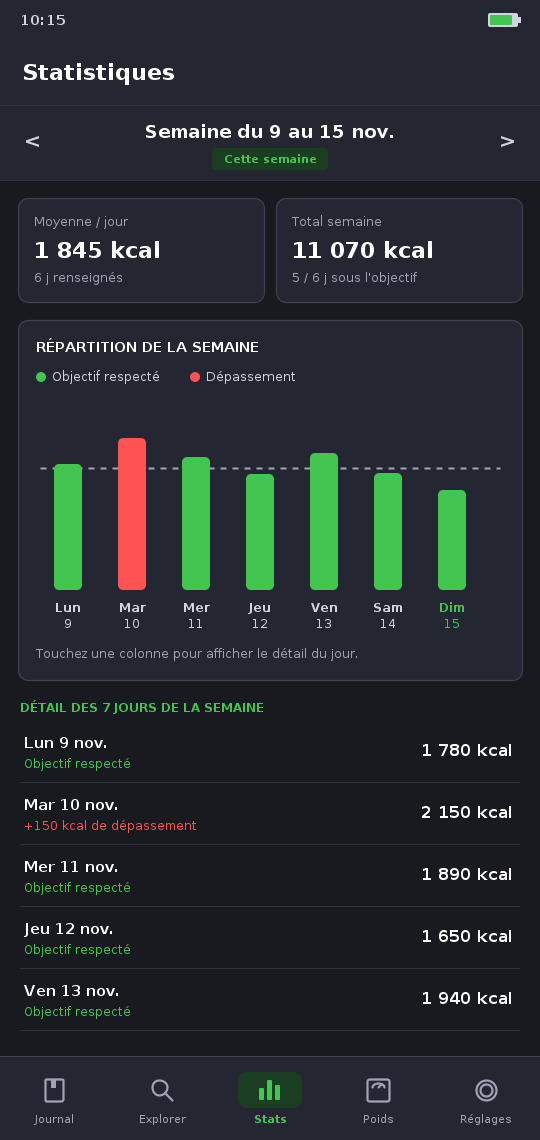 10:15
Statistiques
<
Semaine du 9 au 15 nov.
>
Cette semaine
Moyenne / jour
1 845 kcal
6 j renseignés
Total semaine
11 070 kcal
5 / 6 j sous l'objectif
RÉPARTITION DE LA SEMAINE
Objectif respecté
Dépassement
Lun Mar Mer Jeu Ven Sam Dim
9 10 11 12 13 14 15
Touchez une colonne pour afficher le détail du jour.
DÉTAIL DES 7 JOURS DE LA SEMAINE
Lun 9 nov.
Objectif respecté
1 780 kcal
Mar 10 nov.
+150 kcal de dépassement
2 150 kcal
Mer 11 nov.
Objectif respecté
1 890 kcal
Jeu 12 nov.
Objectif respecté
1 650 kcal
Ven 13 nov.
Objectif respecté
1 940 kcal
Journal Explorer Stats Poids Réglages